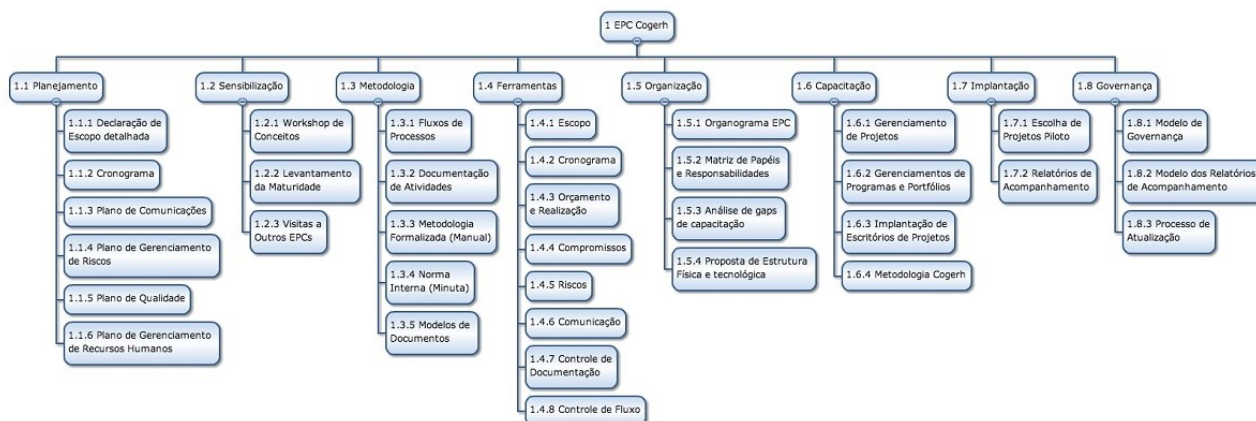 1 EPC Cogerh
1.1 Planejamento
1.1.1 Declaração de
Escopo detalhada
1.1.2 Cronograma
1.1.3 Plano de Comunicações
1.1.4 Plano de Gerenciamento
de Riscos
1.1.5 Plano de Qualidade
1.1.6 Plano de Gerenciamento
de Recursos Humanos
1.2 Sensibilização
1.2.1 Workshop de
Conceitos
1.2.2 Levantamento
da Maturidade
1.2.3 Visitas a
Outros EPCs
1.3 Metodologia
1.3.1 Fluxos de
Processos
1.3.2 Documentação
de Atividades
1.3.3 Metodologia
Formalizada (Manual)
1.3.4 Norma
Interna (Minuta)
1.3.5 Modelos de
Documentos
1.4 Ferramentas
1.4.1 Escopo
1.4.2 Cronograma
1.4.3 Orçamento
e Realização
1.4.4 Compromissos
1.4.5 Riscos
1.4.6 Comunicação
1.4.7 Controle de
Documentação
1.4.8 Controle de Fluxo
1.5 Organização
1.5.1 Organograma EPC
1.5.2 Matriz de Papéis
e Responsabilidades
1.5.3 Análise de gaps
de capacitação
1.5.4 Proposta de Estrutura
Física e tecnológica
1.6 Capacitação
1.6.1 Gerenciamento
de Projetos
1.6.2 Gerenciamentos de
Programas e Portfólios
1.6.3 Implantação de
Escritórios de Projetos
1.6.4 Metodologia Cogerh
1.7 Implantação
1.7.1 Escolha de
Projetos Piloto
1.7.2 Relatórios de
Acompanhamento
1.8 Governança
1.8.1 Modelo de
Governança
1.8.2 Modelo dos Relatórios
de Acompanhamento
1.8.3 Processo de
Atualização